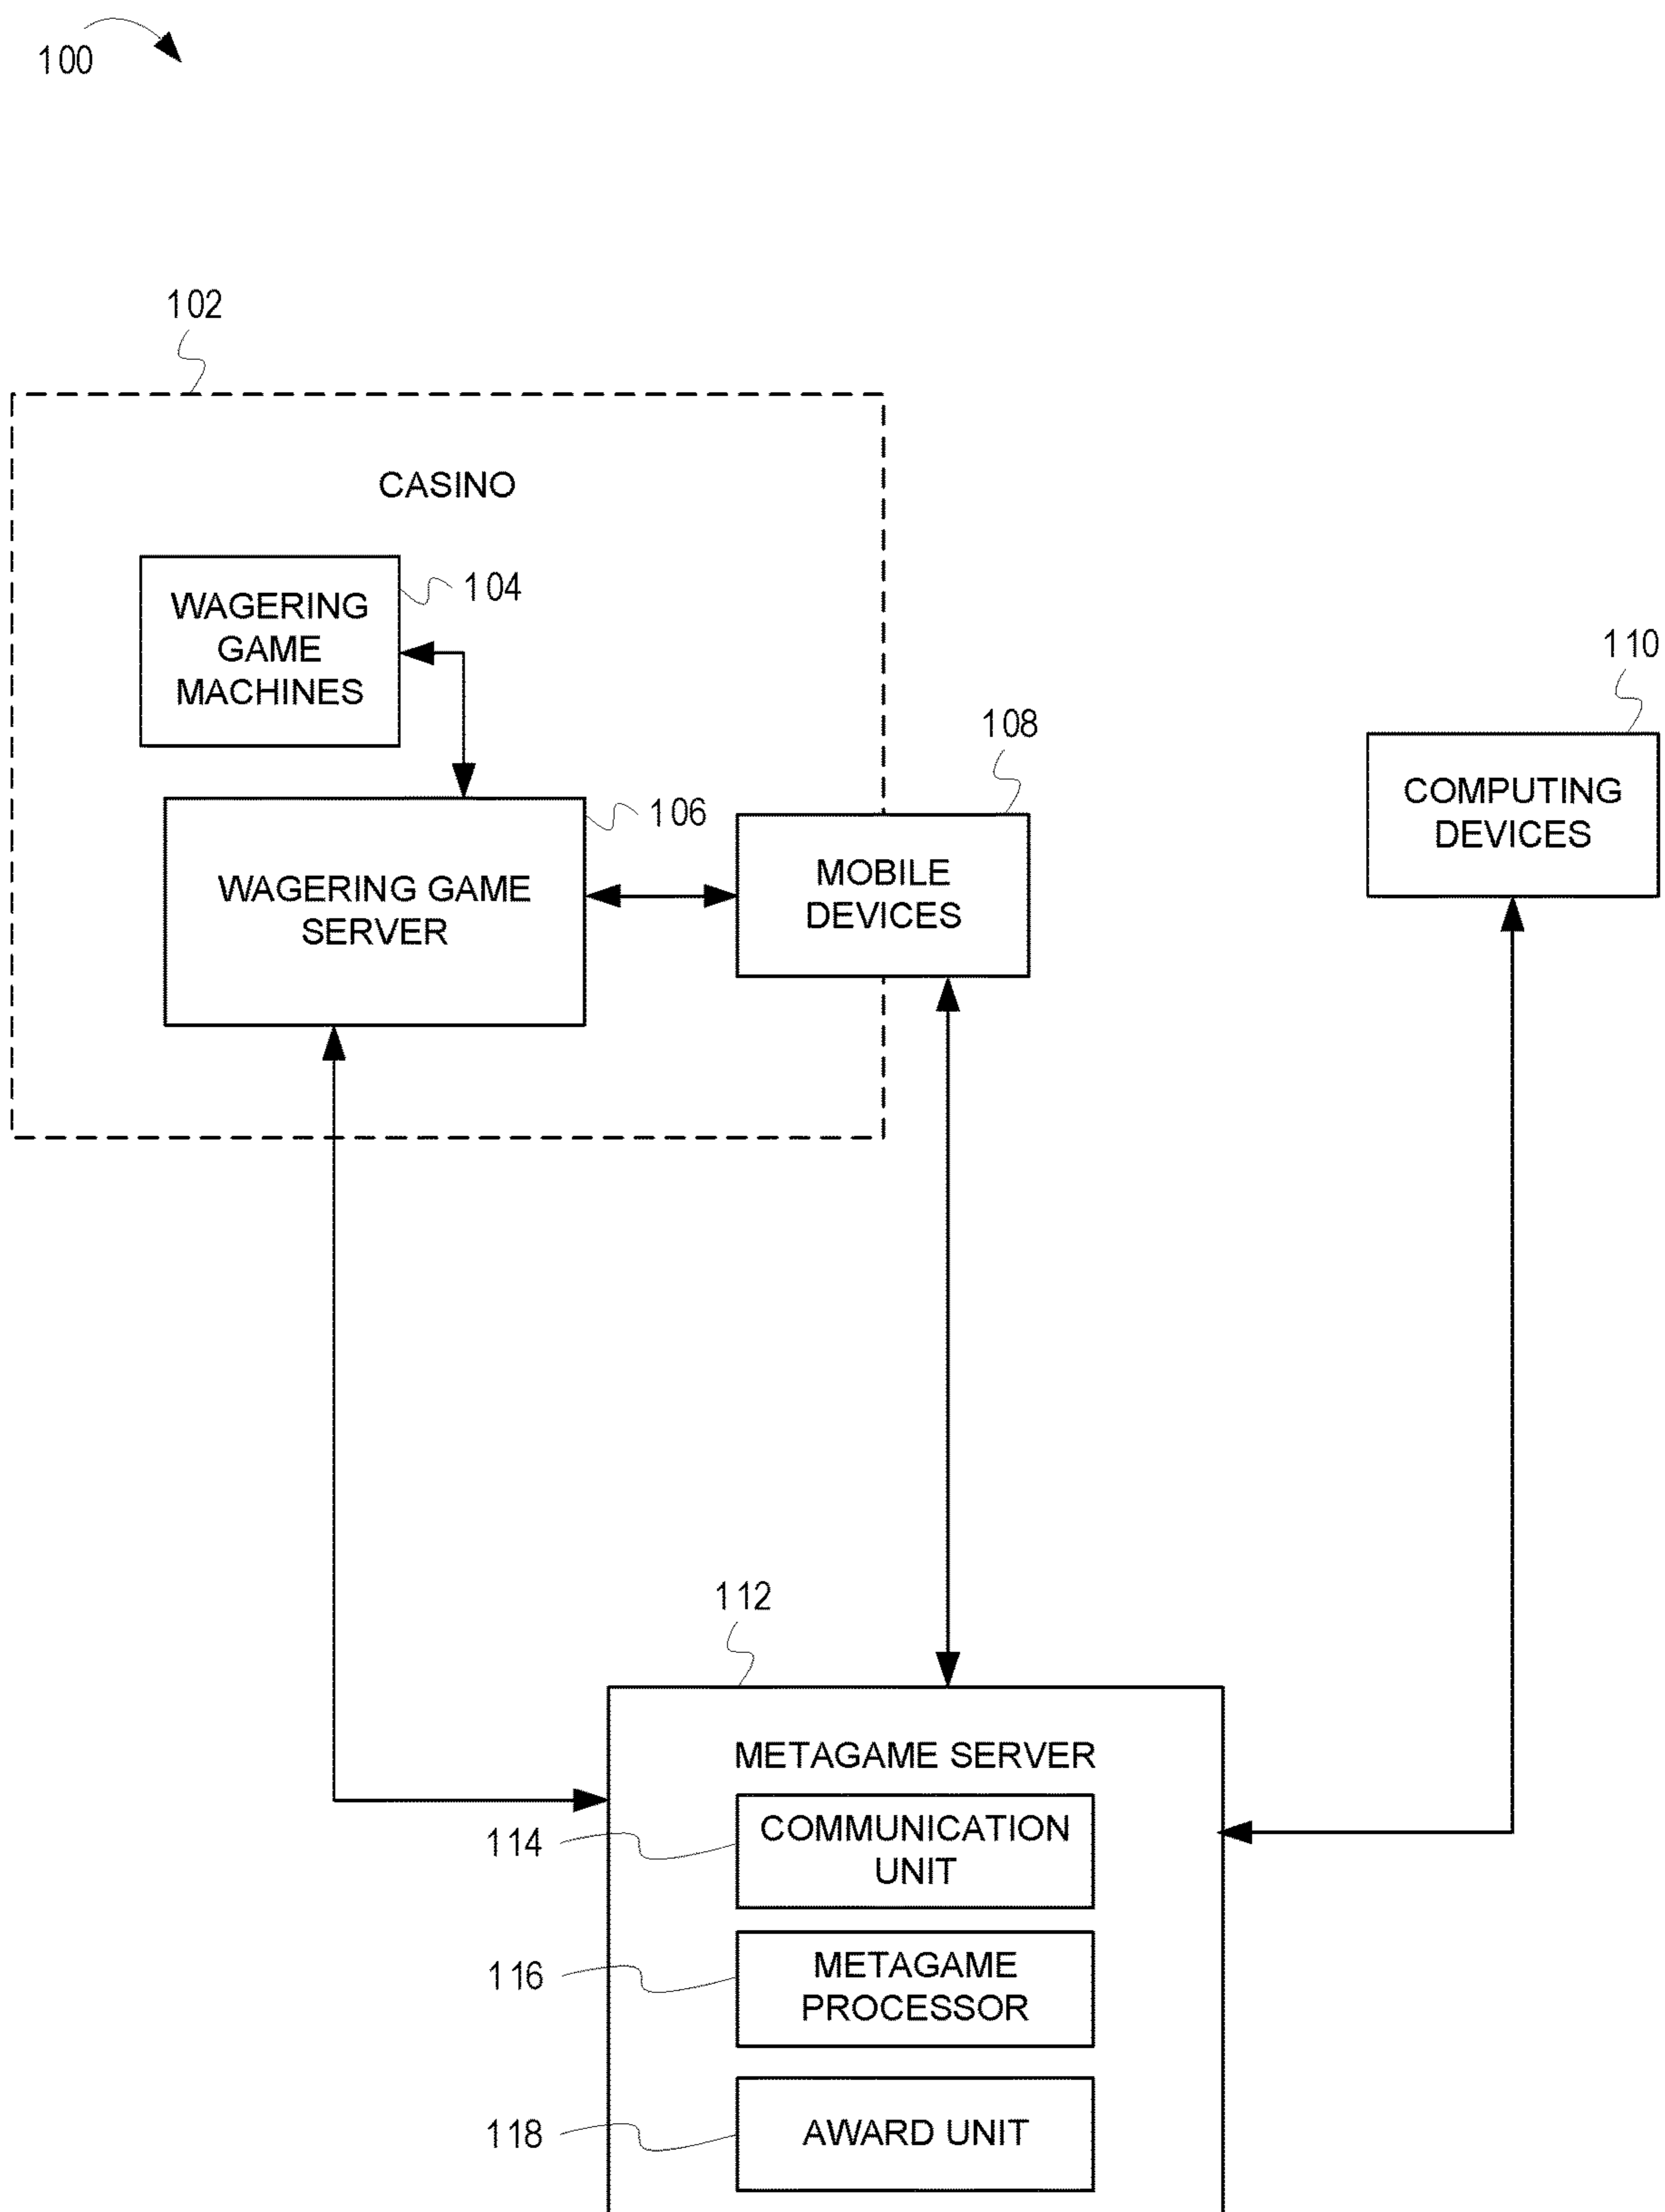 100
102
CASINO
WAGERING
GAME
MACHINES
104
110
COMPUTING
DEVICES
108
106
MOBILE
DEVICES
WAGERING GAME
SERVER
112
METAGAME SERVER
COMMUNICATION
UNIT
114
METAGAME
PROCESSOR
116
AWARD UNIT
118